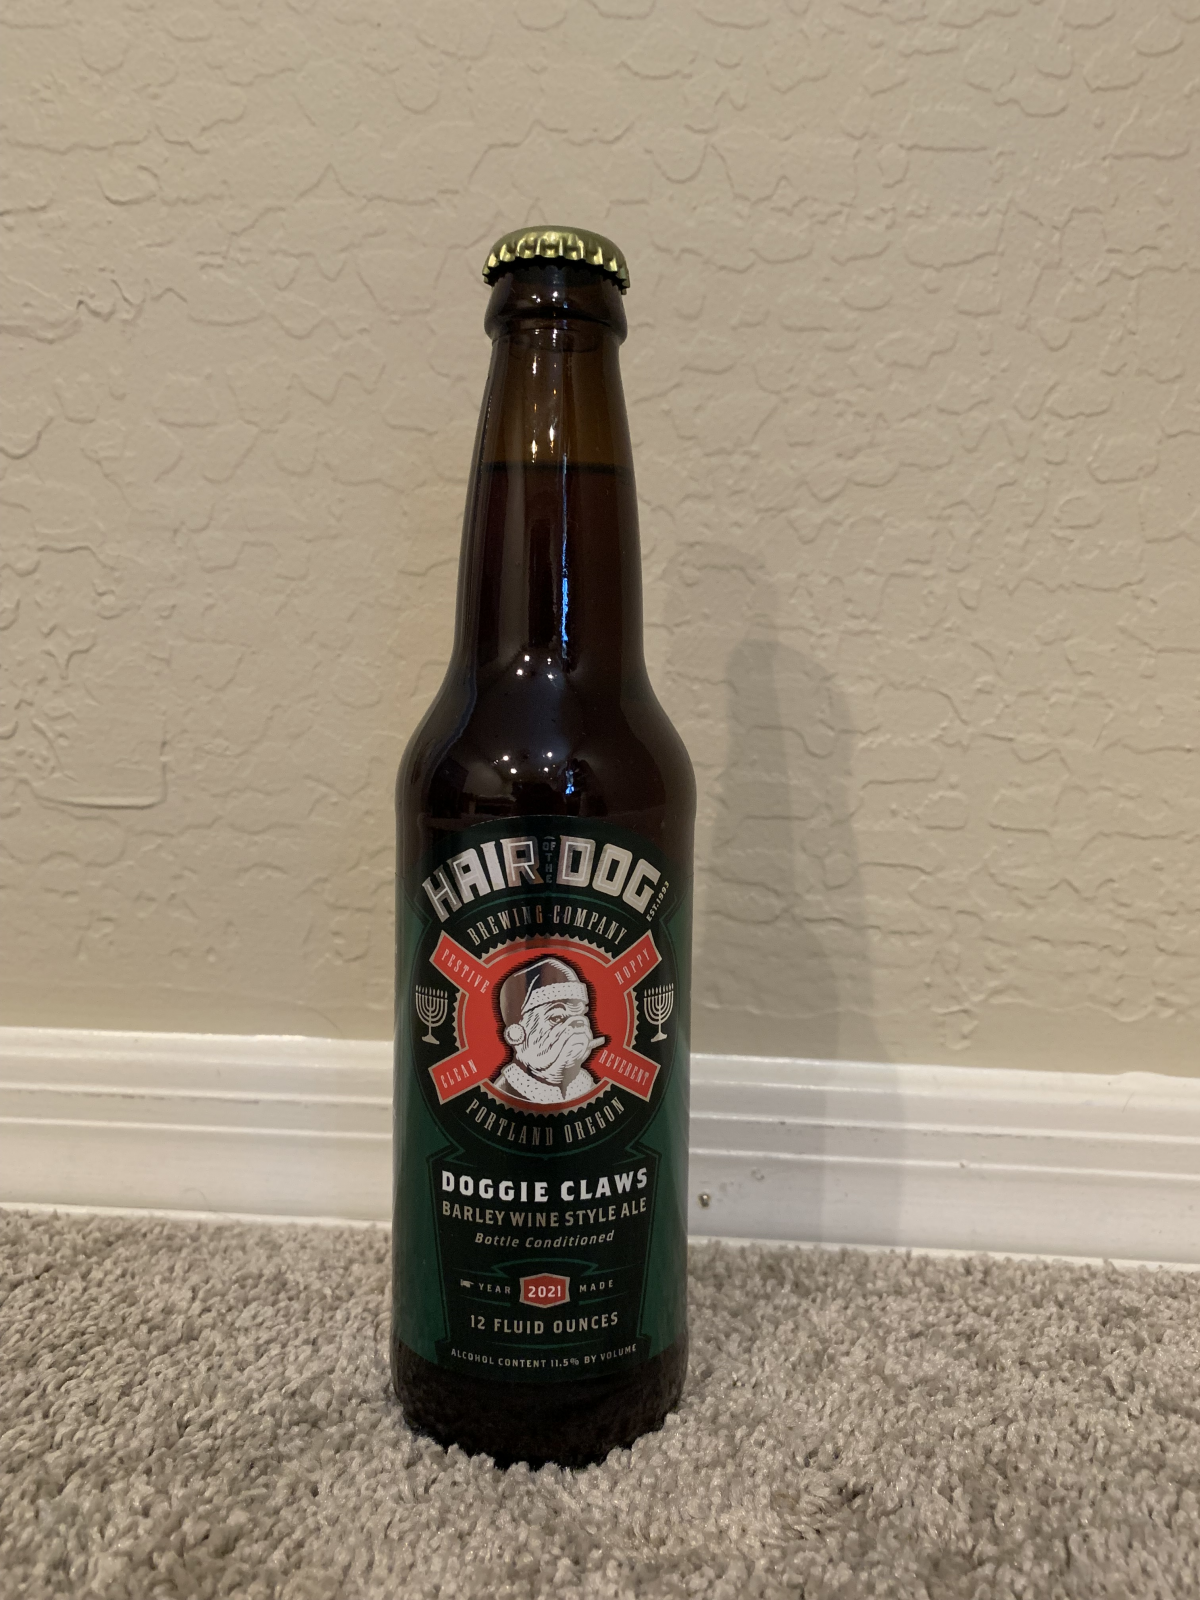 HAIR OF THE DOG
EST. 1993
BREWING COMPANY
FESTIVE
HOPPY
CLEAN
REVERENT
PORTLAND OREGON
DOGGIE CLAWS
BARLEY WINE STYLE ALE
Bottle Conditioned
YEAR 2021 MADE
12 FLUID OUNCES
ALCOHOL CONTENT 11.5% BY VOLUME